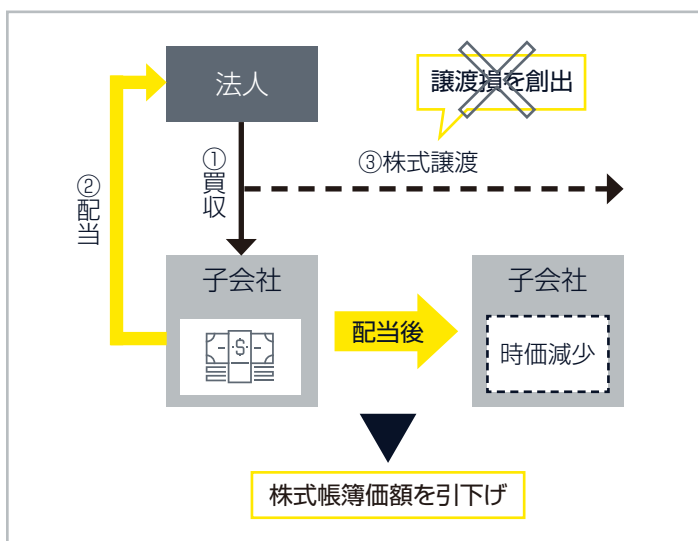 法人
譲渡損を創出
①買収
②配当
③株式譲渡
子会社
$
配当後
子会社
時価減少
株式帳簿価額を引下げ